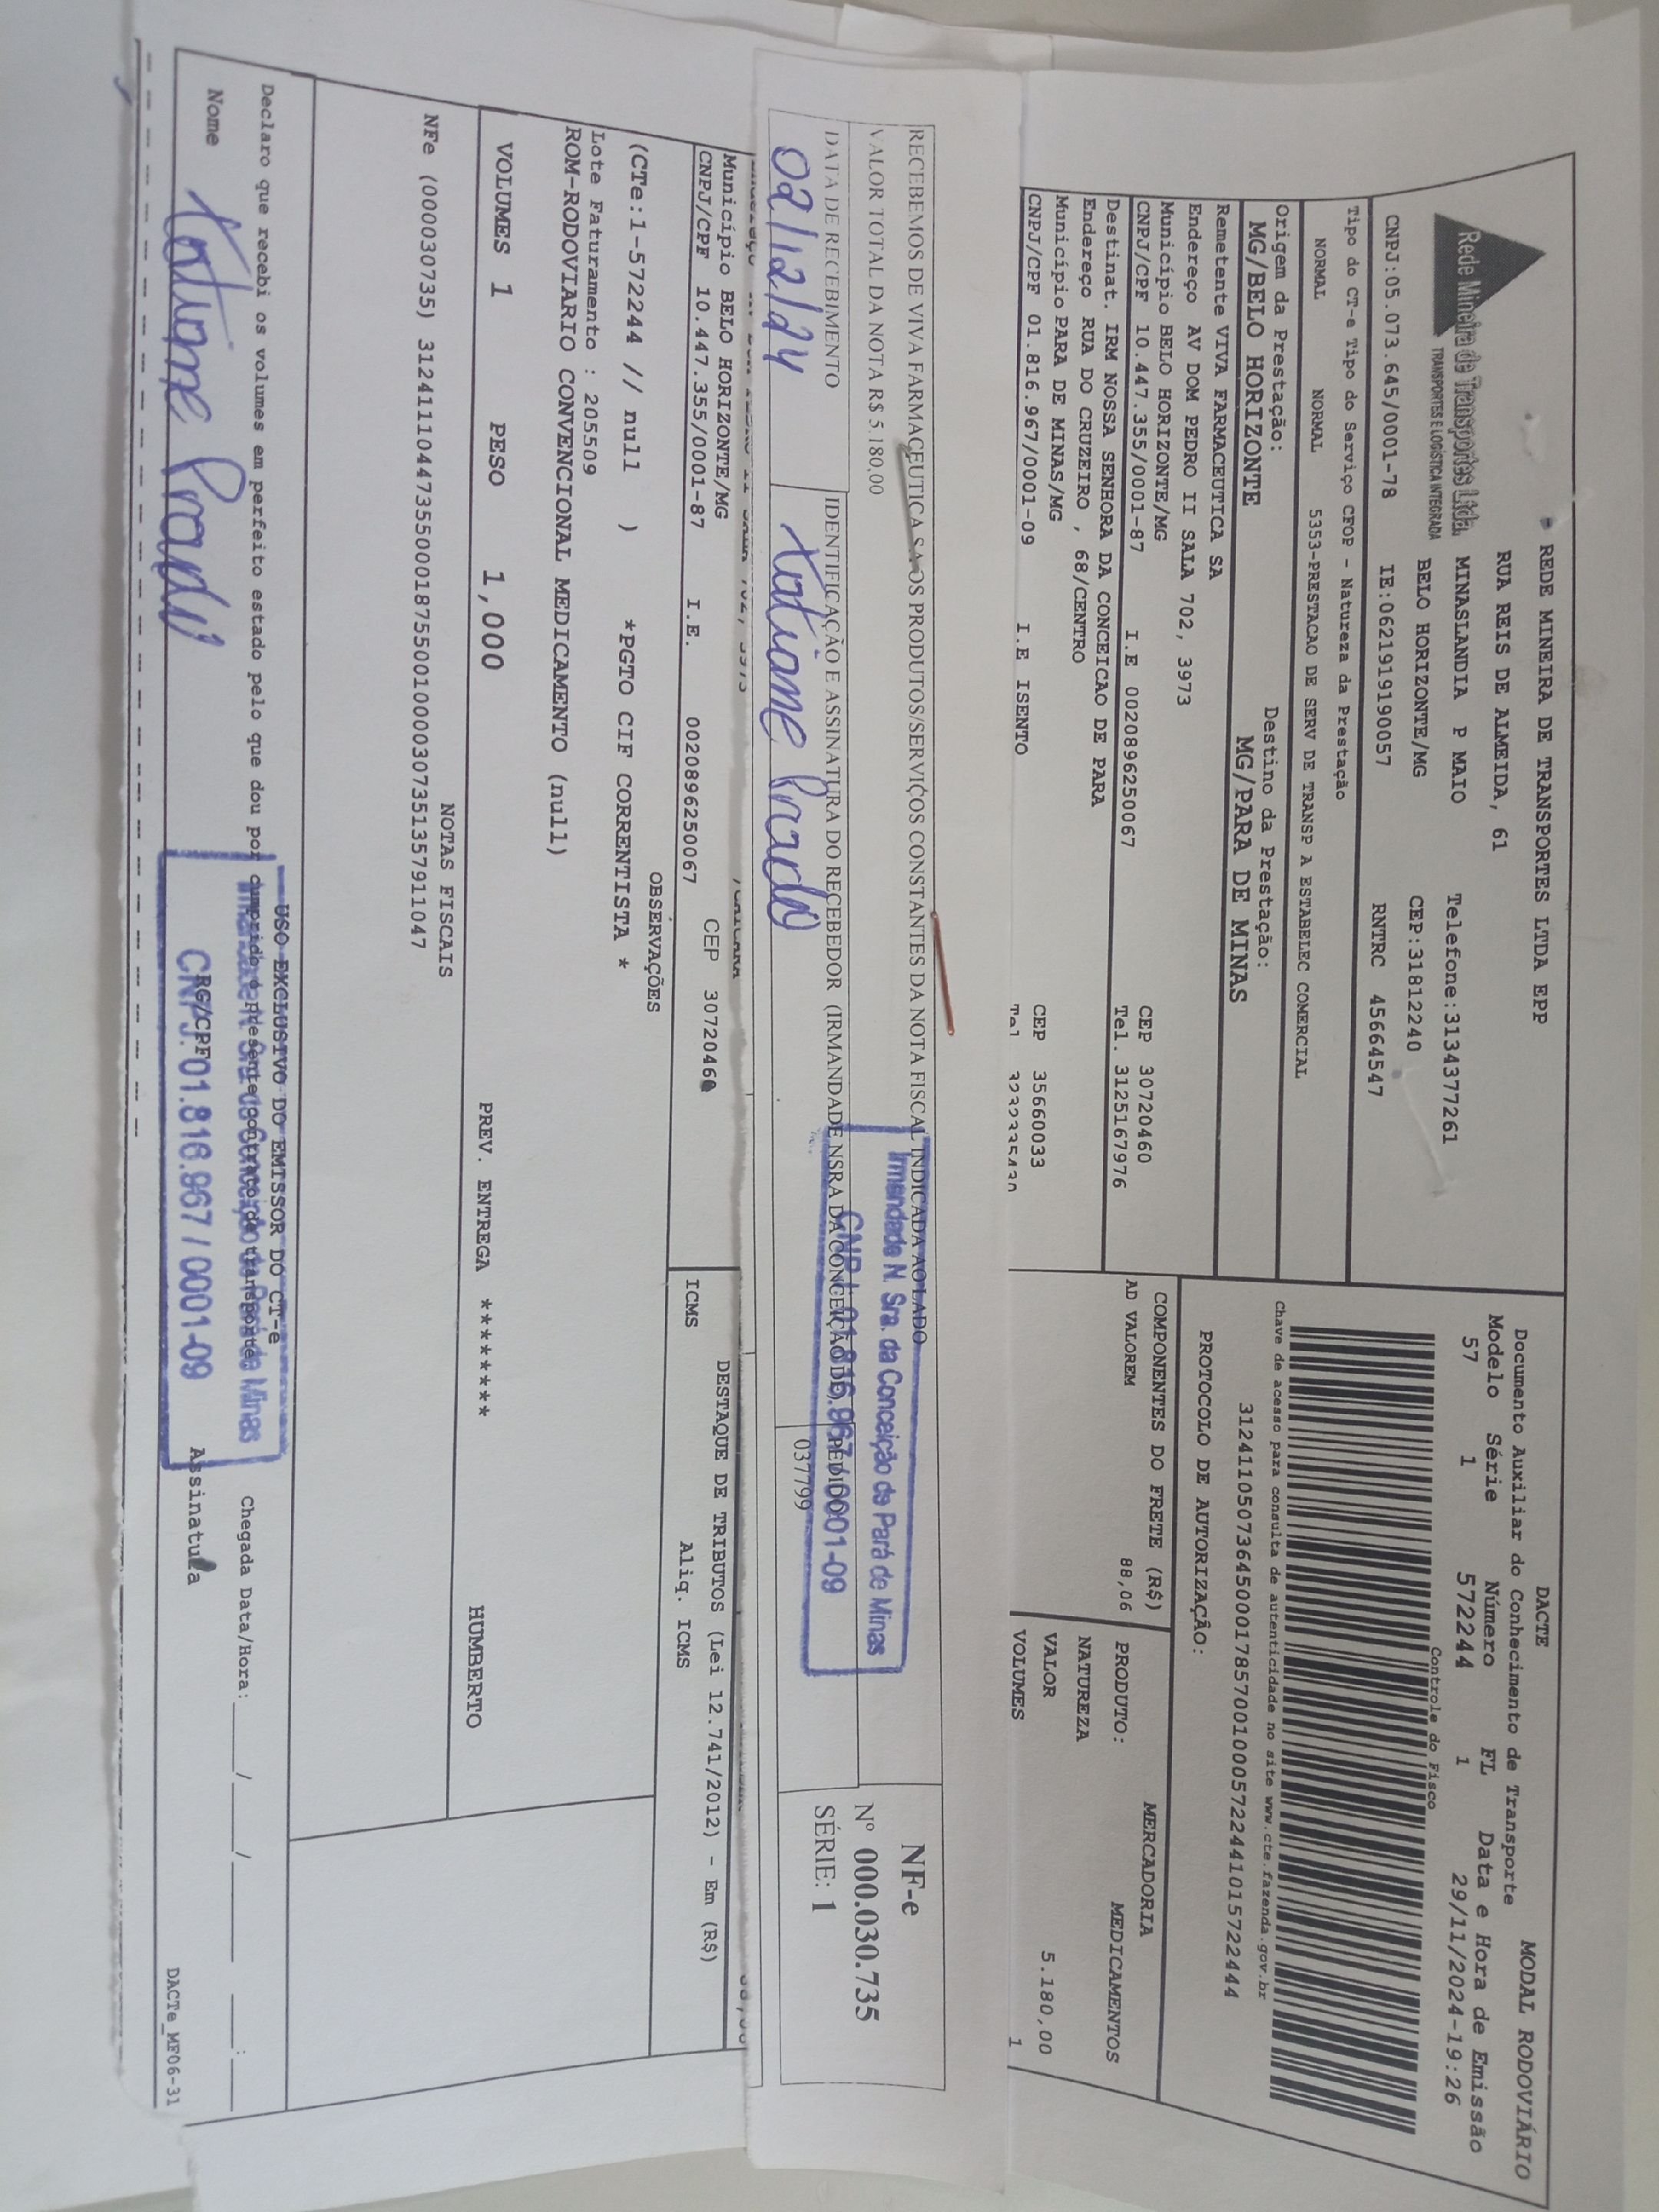 REDE MINEIRA DE TRANSPORTES LTDA EPP
RUA REIS DE ALMEIDA, 61
Rede Mineira de Transportes Ltda.
TRANSPORTES E LOGÍSTICA INTEGRADA
MINASLANDIA P MAIO Telefone:3134377261
BELO HORIZONTE/MG CEP:31812240
CNPJ:05.073.645/0001-78 IE:0621919190057 RNTRC 45664547
DACTE MODAL RODOVIÁRIO
Documento Auxiliar do Conhecimento de Transporte
Modelo Série Número FL Data e Hora de Emissão
57 1 572244 1 29/11/2024-19:26
Controle do Fisco
Tipo do CT-e Tipo do Serviço CFOP - Natureza da Prestação
NORMAL NORMAL 5353-PRESTACAO DE SERV DE TRANSP A ESTABELEC COMERCIAL
Chave de acesso para consulta de autenticidade no site www.cte.fazenda.gov.br
31241105073645000178570010005722441015722444
Origem da Prestação: Destino da Prestação:
MG/BELO HORIZONTE MG/PARA DE MINAS
PROTOCOLO DE AUTORIZAÇÃO:
Remetente VIVA FARMACEUTICA SA
Endereço AV DOM PEDRO II SALA 702, 3973
Município BELO HORIZONTE/MG CEP 30720460
CNPJ/CPF 10.447.355/0001-87 I.E 0020896250067 Tel. 3125167976
COMPONENTES DO FRETE (R$) MERCADORIA
AD VALOREM 88,06 PRODUTO: MEDICAMENTOS
Destinat. IRM NOSSA SENHORA DA CONCEICAO DE PARA
Endereço RUA DO CRUZEIRO , 68/CENTRO
NATUREZA
Município PARA DE MINAS/MG CEP 35660033
VALOR 5.180,00
CNPJ/CPF 01.816.967/0001-09 I.E ISENTO Tel
VOLUMES 1
RECEBEMOS DE VIVA FARMACEUTICA SA OS PRODUTOS/SERVIÇOS CONSTANTES DA NOTA FISCAL INDICADA AO LADO
VALOR TOTAL DA NOTA R$ 5.180,00
Irmandade N. Sra. da Conceição de Pará de Minas
CNPJ: 01.816.967/0001-09
NF-e
Nº 000.030.735
SÉRIE: 1
DATA DE RECEBIMENTO IDENTIFICAÇÃO E ASSINATURA DO RECEBEDOR (IRMANDADE NSRA DA CONCEIÇÃO DE) PEDIDO
02/12/24 Tatiane Prado 037799
Município BELO HORIZONTE/MG CEP 30720460
CNPJ/CPF 10.447.355/0001-87 I.E. 0020896250067
DESTAQUE DE TRIBUTOS (Lei 12.741/2012) - Em (R$)
ICMS Aliq. ICMS
OBSERVAÇÕES
(CTe:1-572244 // null ) *PGTO CIF CORRENTISTA *
Lote Faturamento : 205509
ROM-RODOVIARIO CONVENCIONAL MEDICAMENTO (null)
VOLUMES 1 PESO 1,000 PREV. ENTREGA ******** HUMBERTO
NOTAS FISCAIS
NFe (000030735) 31241110447355000187550010000307351357911047
USO EXCLUSIVO DO EMISSOR DO CT-e
Declaro que recebi os volumes em perfeito estado pelo que dou por cumprido o presente contrato de transporte. Chegada Data/Hora:____/____/____ __:__
Irmandade N. Sra. da Conceição de Pará de Minas
CNPJ: 01.816.967/0001-09
Nome Tatiane Prado RG/CPF Assinatura
DACTe_MF06-31